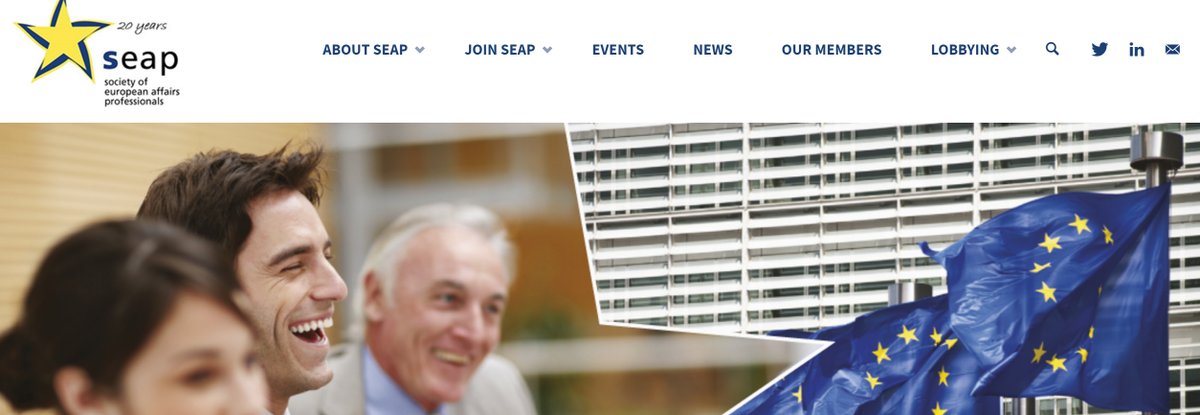 20 years
seap
society of
european affairs
professionals
ABOUT SEAP
JOIN SEAP
EVENTS
NEWS
OUR MEMBERS
LOBBYING